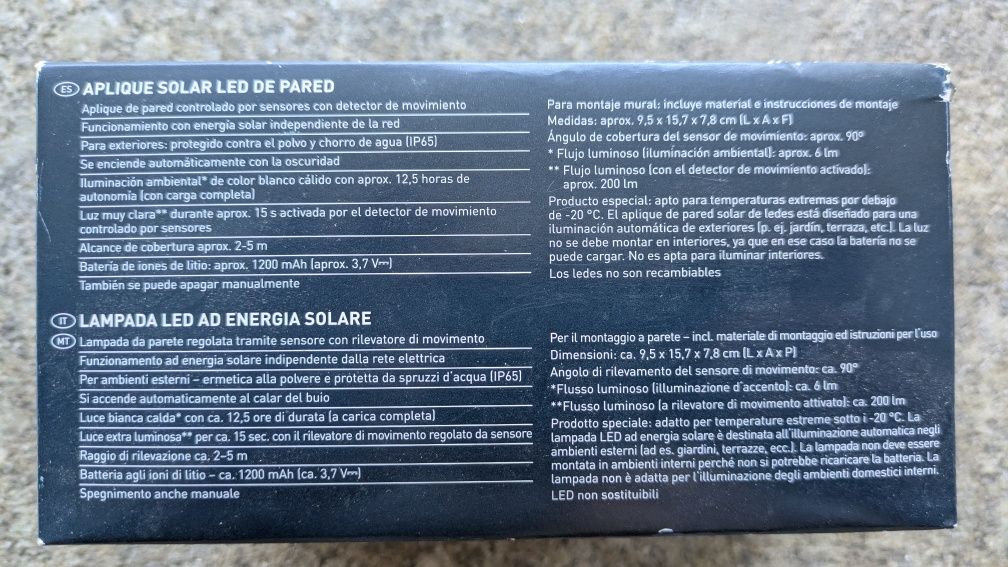 ES APLIQUE SOLAR LED DE PARED
Aplique de pared controlado por sensores con detector de movimiento
Funcionamiento con energía solar independiente de la red
Para exteriores: protegido contra el polvo y chorro de agua (IP65)
Se enciende automáticamente con la oscuridad
Iluminación ambiental* de color blanco cálido con aprox. 12,5 horas de
autonomía (con carga completa)
Luz muy clara** durante aprox. 15 s activada por el detector de movimiento
controlado por sensores
Alcance de cobertura aprox. 2-5 m
Batería de iones de litio: aprox. 1200 mAh (aprox. 3,7 V⎓)
También se puede apagar manualmente
Para montaje mural: incluye material e instrucciones de montaje
Medidas: aprox. 9,5 x 15,7 x 7,8 cm (L x A x F)
Ángulo de cobertura del sensor de movimiento: aprox. 90º
* Flujo luminoso (iluminación ambiental): aprox. 6 lm
** Flujo luminoso (con el detector de movimiento activado):
aprox. 200 lm
Producto especial: apto para temperaturas extremas por debajo
de -20 °C. El aplique de pared solar de ledes está diseñado para una
iluminación automática de exteriores (p. ej. jardín, terraza, etc.). La luz
no se debe montar en interiores, ya que en ese caso la batería no se
puede cargar. No es apta para iluminar interiores.
Los ledes no son recambiables
IT LAMPADA LED AD ENERGIA SOLARE
MT Lampada da parete regolata tramite sensore con rilevatore di movimento
Funzionamento ad energia solare indipendente dalla rete elettrica
Per ambienti esterni – ermetica alla polvere e protetta da spruzzi d'acqua (IP65)
Si accende automaticamente al calar del buio
Luce bianca calda* con ca. 12,5 ore di durata (a carica completa)
Luce extra luminosa** per ca. 15 sec. con il rilevatore di movimento regolato da sensore
Raggio di rilevazione ca. 2–5 m
Batteria agli ioni di litio – ca. 1200 mAh (ca. 3,7 V⎓)
Spegnimento anche manuale
Per il montaggio a parete – incl. materiale di montaggio ed istruzioni per l'uso
Dimensioni: ca. 9,5 x 15,7 x 7,8 cm (L x A x P)
Angolo di rilevamento del sensore di movimento: ca. 90º
*Flusso luminoso (illuminazione d'accento): ca. 6 lm
**Flusso luminoso (a rilevatore di movimento attivato): ca. 200 lm
Prodotto speciale: adatto per temperature estreme sotto i -20 °C. La
lampada LED ad energia solare è destinata all'illuminazione automatica negli
ambienti esterni (ad es. giardini, terrazze, ecc.). La lampada non deve essere
montata in ambienti interni perché non si potrebbe ricaricare la batteria. La
lampada non è adatta per l'illuminazione degli ambienti domestici interni.
LED non sostituibili